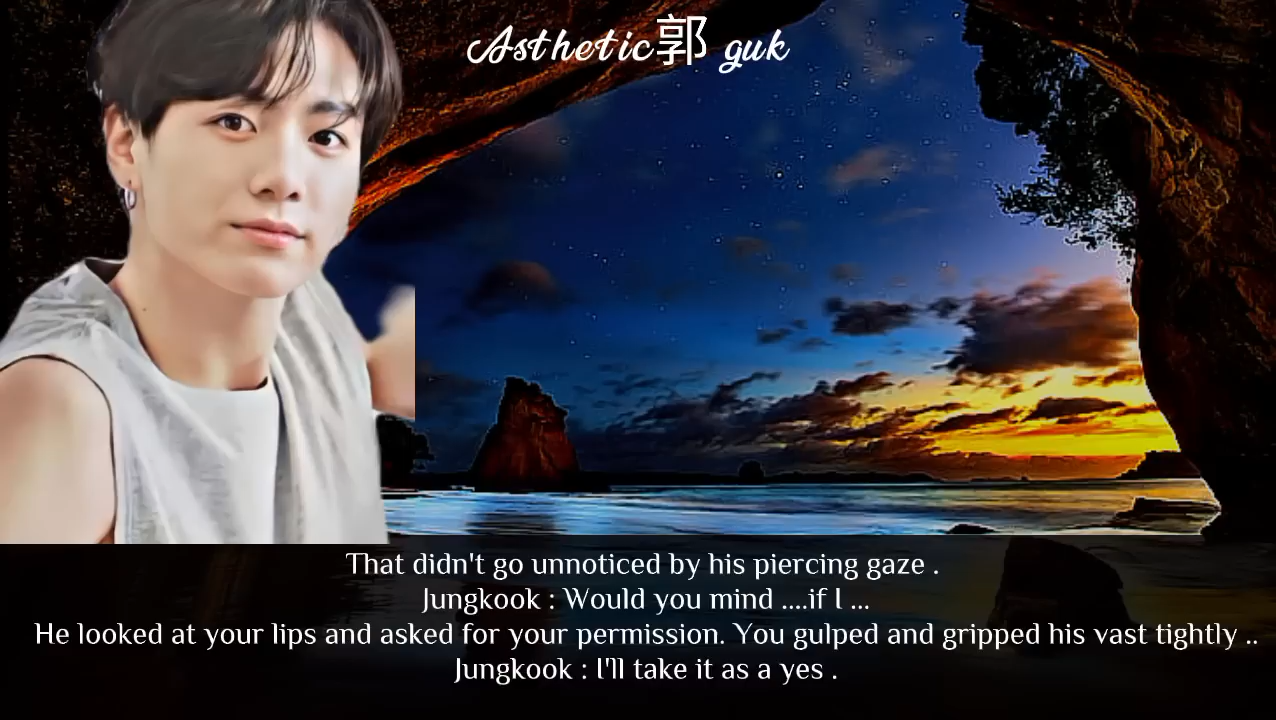 Asthetic郭 guk
That didn't go unnoticed by his piercing gaze .
Jungkook : Would you mind ....if I ...
He looked at your lips and asked for your permission. You gulped and gripped his vast tightly ..
Jungkook : I'll take it as a yes .